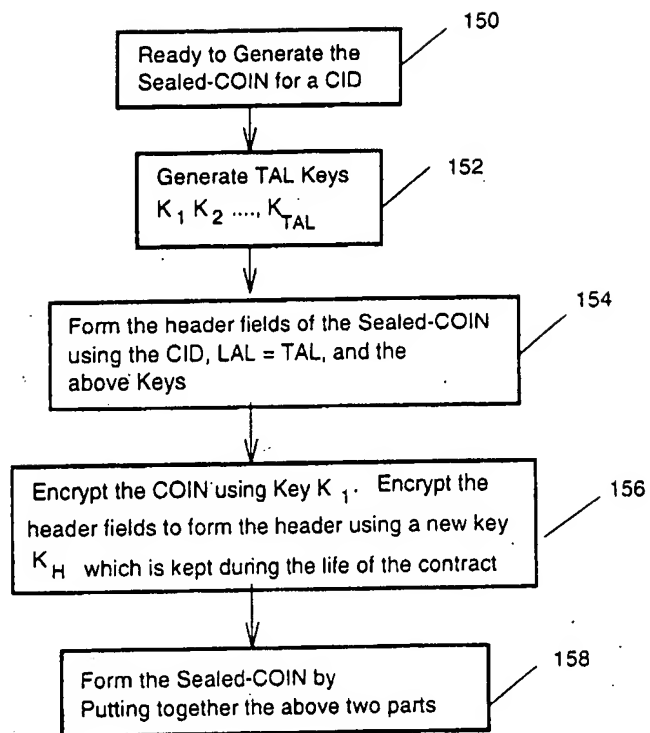 150
Ready to Generate the
Sealed-COIN for a CID
152
Generate TAL Keys
K1 K2 ...., KTAL
154
Form the header fields of the Sealed-COIN
using the CID, LAL = TAL, and the
above Keys
156
Encrypt the COIN using Key K1. Encrypt the
header fields to form the header using a new key
KH which is kept during the life of the contract
158
Form the Sealed-COIN by
Putting together the above two parts